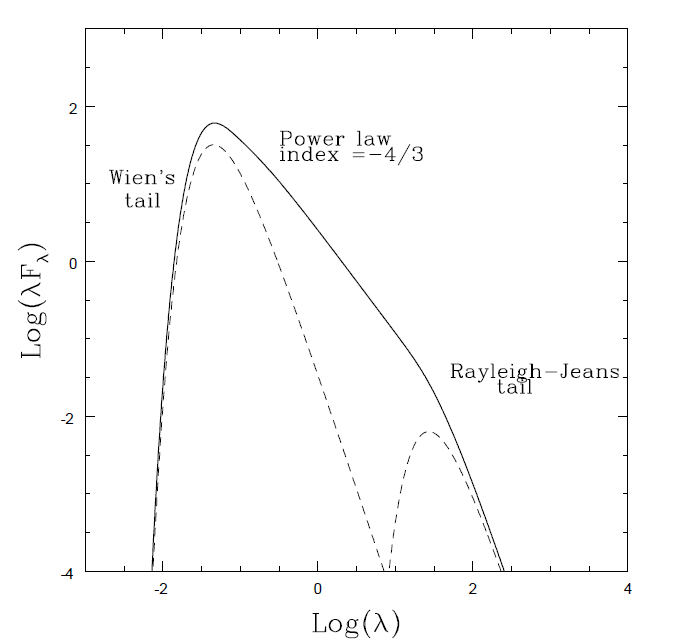 2
Power law
index =-4/3
Wien's
tail
0
Log(λFλ)
Rayleigh-Jeans
tail
-2
-4
-2
0
2
4
Log(λ)